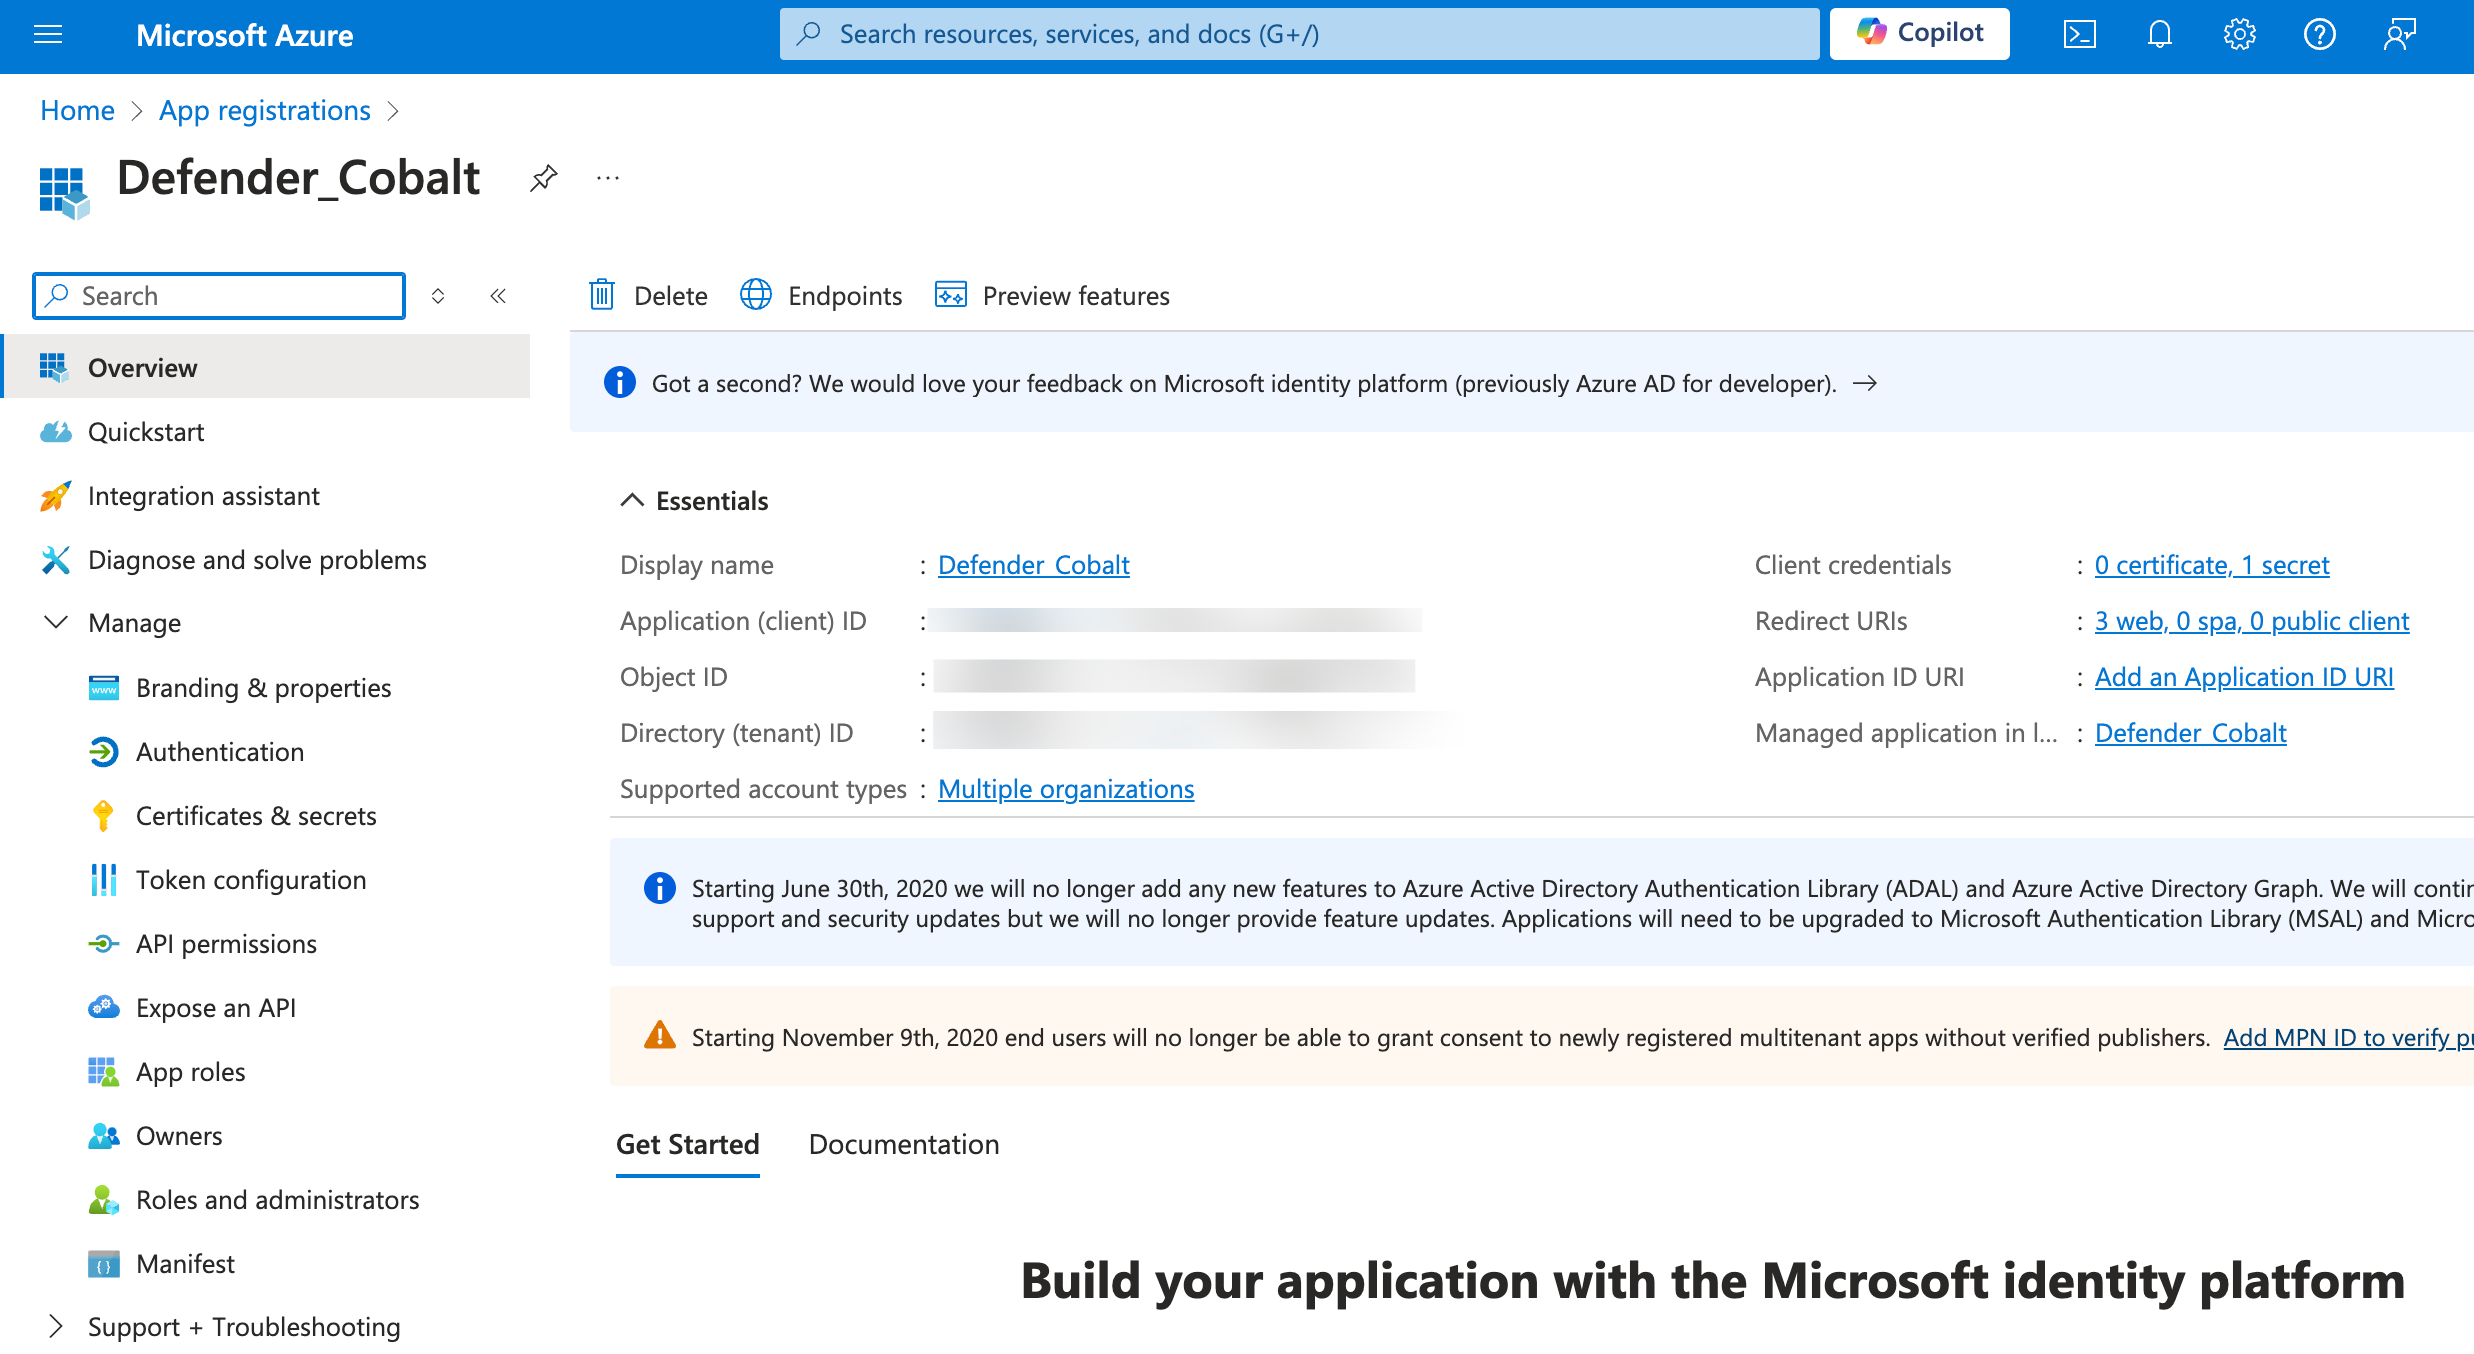 Microsoft Azure
Search resources, services, and docs (G+/)
Copilot
Home > App registrations >
Defender_Cobalt
...
Search
Delete
Endpoints
Preview features
Overview
Quickstart
Integration assistant
Diagnose and solve problems
Manage
Branding & properties
Authentication
Certificates & secrets
Token configuration
API permissions
Expose an API
App roles
Owners
Roles and administrators
Manifest
Support + Troubleshooting
Got a second? We would love your feedback on Microsoft identity platform (previously Azure AD for developer). →
Essentials
Display name : Defender_Cobalt
Application (client) ID :
Object ID :
Directory (tenant) ID :
Supported account types : Multiple organizations
Client credentials : 0 certificate, 1 secret
Redirect URIs : 3 web, 0 spa, 0 public client
Application ID URI : Add an Application ID URI
Managed application in l... : Defender_Cobalt
Starting June 30th, 2020 we will no longer add any new features to Azure Active Directory Authentication Library (ADAL) and Azure Active Directory Graph. We will contin
support and security updates but we will no longer provide feature updates. Applications will need to be upgraded to Microsoft Authentication Library (MSAL) and Micro
Starting November 9th, 2020 end users will no longer be able to grant consent to newly registered multitenant apps without verified publishers. Add MPN ID to verify pu
Get Started
Documentation
Build your application with the Microsoft identity platform